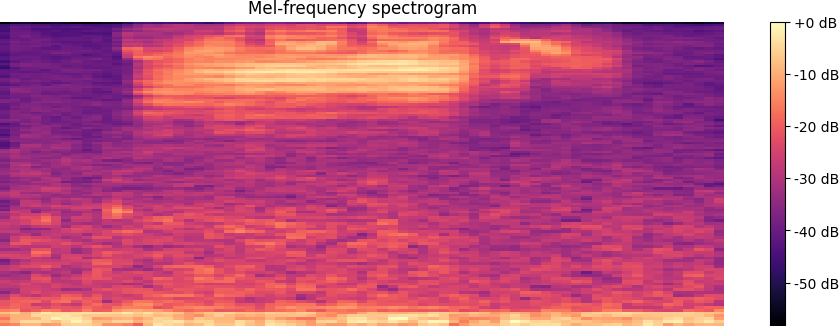 Mel-frequency spectrogram
+0 dB
-10 dB
-20 dB
-30 dB
-40 dB
-50 dB